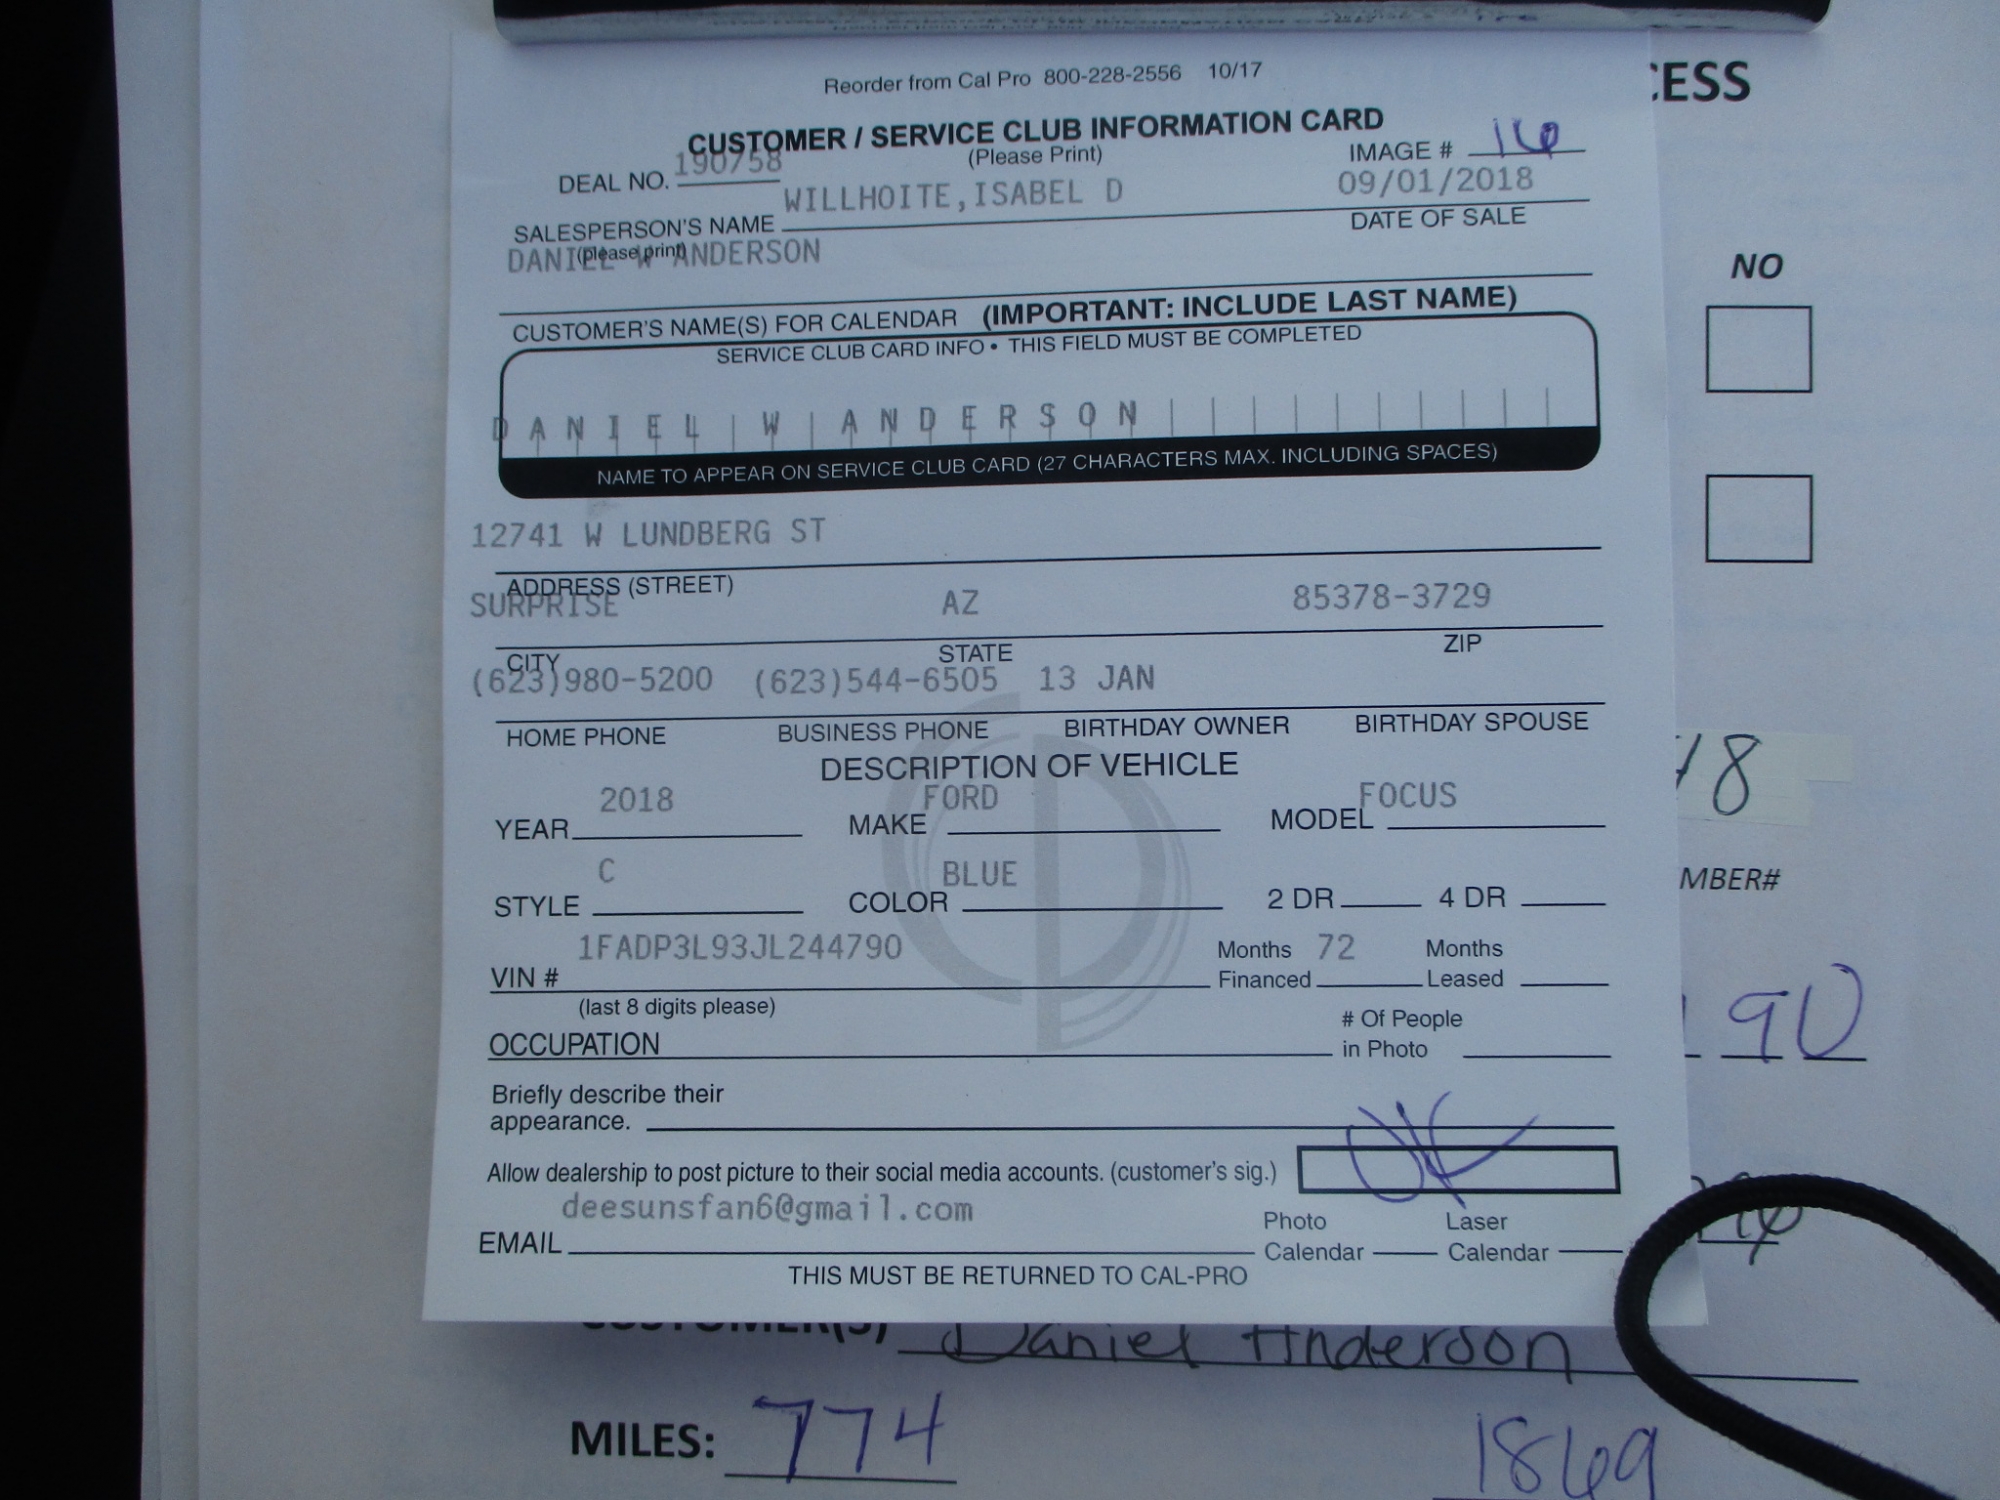 Reorder from Cal Pro 800-228-2556 10/17
CESS
CUSTOMER / SERVICE CLUB INFORMATION CARD
(Please Print)
IMAGE # 16
DEAL NO. 190758
WILLHOITE,ISABEL D 09/01/2018
SALESPERSON'S NAME DATE OF SALE
(please print)
DANIEL W ANDERSON
NO
CUSTOMER'S NAME(S) FOR CALENDAR (IMPORTANT: INCLUDE LAST NAME)
SERVICE CLUB CARD INFO • THIS FIELD MUST BE COMPLETED
DANIEL W ANDERSON
NAME TO APPEAR ON SERVICE CLUB CARD (27 CHARACTERS MAX. INCLUDING SPACES)
12741 W LUNDBERG ST
ADDRESS (STREET)
SURPRISE AZ 85378-3729
CITY STATE ZIP
(623)980-5200 (623)544-6505 13 JAN
HOME PHONE BUSINESS PHONE BIRTHDAY OWNER BIRTHDAY SPOUSE
DESCRIPTION OF VEHICLE
2018 FORD FOCUS
YEAR MAKE MODEL
18
C BLUE
STYLE COLOR 2 DR 4 DR
MBER#
1FADP3L93JL244790 Months 72 Months
VIN # Financed Leased
(last 8 digits please)
90
# Of People
OCCUPATION in Photo
Briefly describe their
appearance.
OK
Allow dealership to post picture to their social media accounts. (customer's sig.)
deesunsfan6@gmail.com
Photo Laser
EMAIL Calendar Calendar
THIS MUST BE RETURNED TO CAL-PRO
CUSTOMER(S) Daniel Anderson
MILES: 774 1869